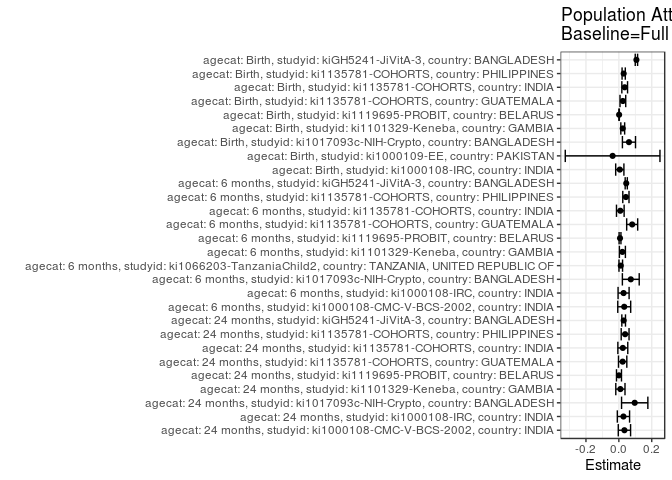 Population Att
Baseline=Full
agecat: Birth, studyid: kiGH5241-JiVitA-3, country: BANGLADESH
agecat: Birth, studyid: ki1135781-COHORTS, country: PHILIPPINES
agecat: Birth, studyid: ki1135781-COHORTS, country: INDIA
agecat: Birth, studyid: ki1135781-COHORTS, country: GUATEMALA
agecat: Birth, studyid: ki1119695-PROBIT, country: BELARUS
agecat: Birth, studyid: ki1101329-Keneba, country: GAMBIA
agecat: Birth, studyid: ki1017093c-NIH-Crypto, country: BANGLADESH
agecat: Birth, studyid: ki1000109-EE, country: PAKISTAN
agecat: Birth, studyid: ki1000108-IRC, country: INDIA
agecat: 6 months, studyid: kiGH5241-JiVitA-3, country: BANGLADESH
agecat: 6 months, studyid: ki1135781-COHORTS, country: PHILIPPINES
agecat: 6 months, studyid: ki1135781-COHORTS, country: INDIA
agecat: 6 months, studyid: ki1135781-COHORTS, country: GUATEMALA
agecat: 6 months, studyid: ki1119695-PROBIT, country: BELARUS
agecat: 6 months, studyid: ki1101329-Keneba, country: GAMBIA
agecat: 6 months, studyid: ki1066203-TanzaniaChild2, country: TANZANIA, UNITED REPUBLIC OF
agecat: 6 months, studyid: ki1017093c-NIH-Crypto, country: BANGLADESH
agecat: 6 months, studyid: ki1000108-IRC, country: INDIA
agecat: 6 months, studyid: ki1000108-CMC-V-BCS-2002, country: INDIA
agecat: 24 months, studyid: kiGH5241-JiVitA-3, country: BANGLADESH
agecat: 24 months, studyid: ki1135781-COHORTS, country: PHILIPPINES
agecat: 24 months, studyid: ki1135781-COHORTS, country: INDIA
agecat: 24 months, studyid: ki1135781-COHORTS, country: GUATEMALA
agecat: 24 months, studyid: ki1119695-PROBIT, country: BELARUS
agecat: 24 months, studyid: ki1101329-Keneba, country: GAMBIA
agecat: 24 months, studyid: ki1017093c-NIH-Crypto, country: BANGLADESH
agecat: 24 months, studyid: ki1000108-IRC, country: INDIA
agecat: 24 months, studyid: ki1000108-CMC-V-BCS-2002, country: INDIA
-0.2 0.0 0.2
Estimate